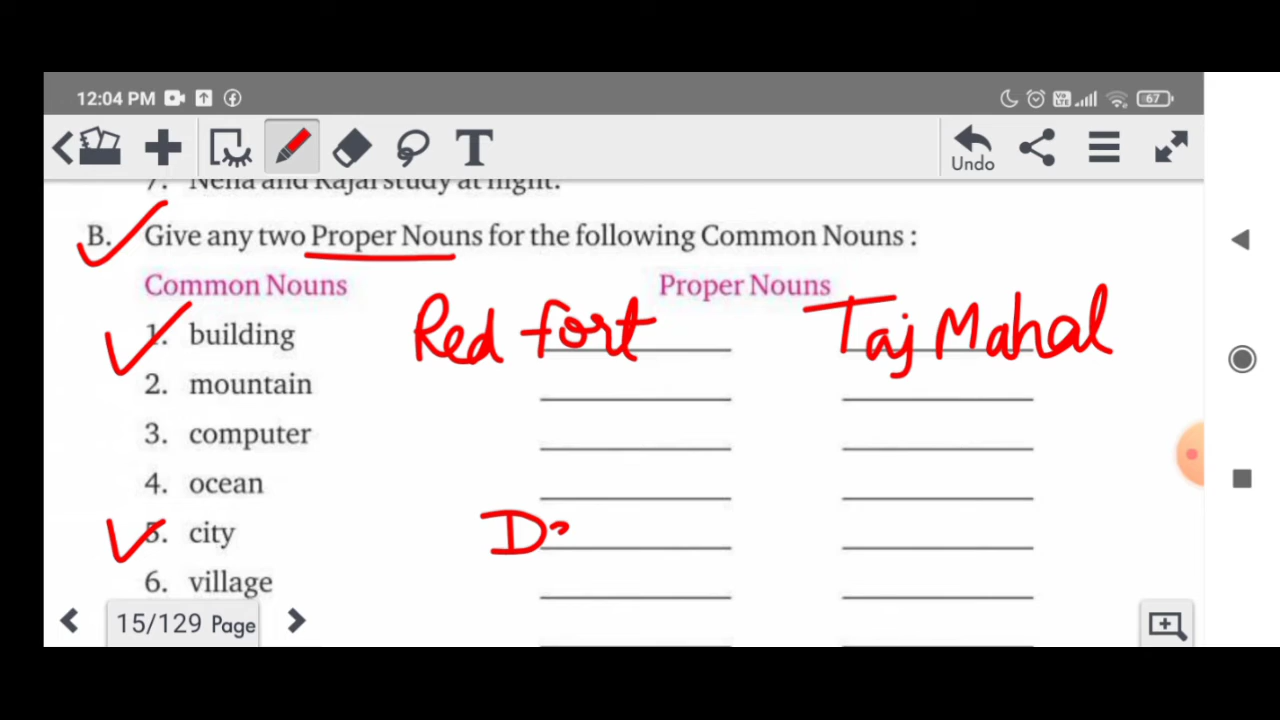 12:04 PM 67
T Undo
7. Neha and Rajal study at night.
B. Give any two Proper Nouns for the following Common Nouns :
Common Nouns Proper Nouns
1. building Red fort Taj Mahal
2. mountain
3. computer
4. ocean
5. city D
6. village
15/129 Page